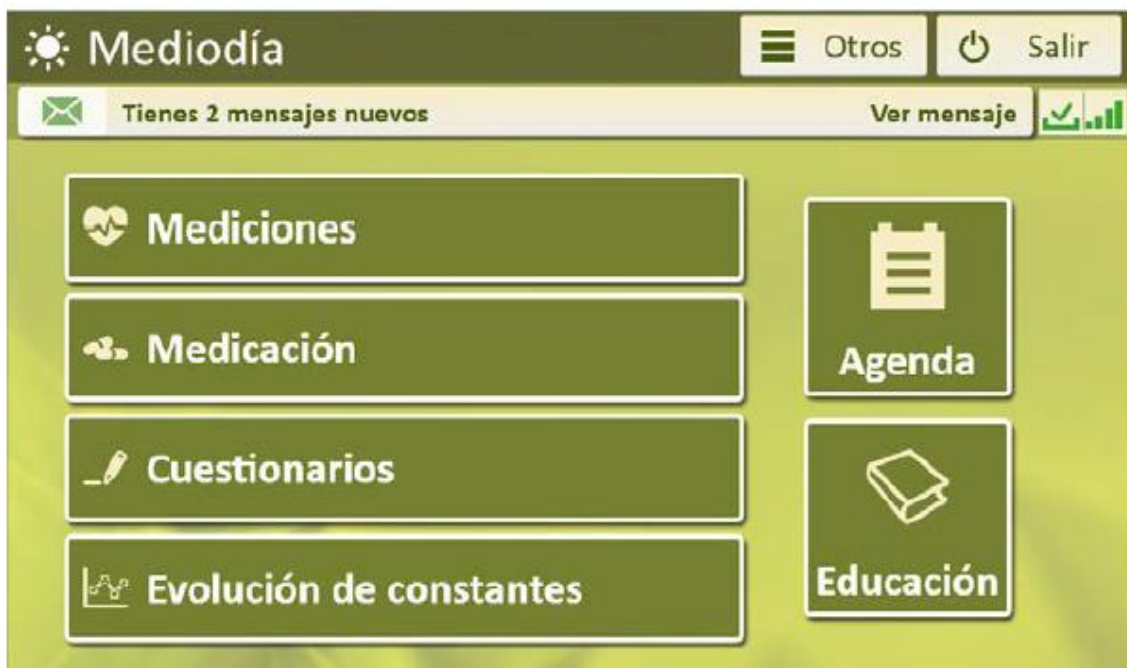 Mediodía
Otros
Salir
Tienes 2 mensajes nuevos
Ver mensaje
Mediciones
Medicación
Cuestionarios
Evolución de constantes
Agenda
Educación